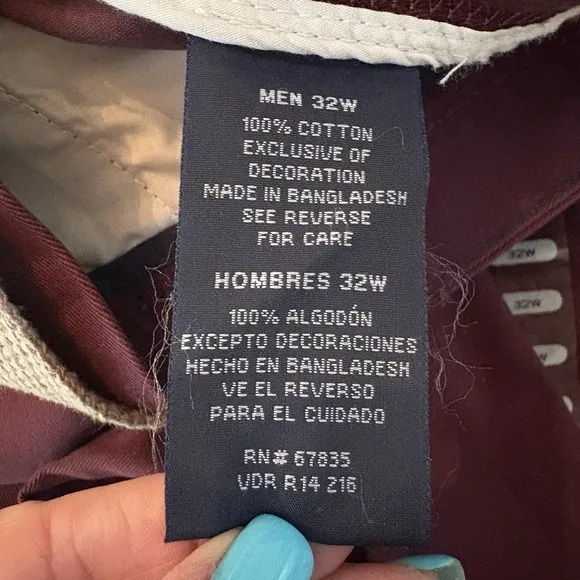 MEN 32W
100% COTTON
EXCLUSIVE OF
DECORATION
MADE IN BANGLADESH
SEE REVERSE
FOR CARE
HOMBRES 32W
100% ALGODÓN
EXCEPTO DECORACIONES
HECHO EN BANGLADESH
VE EL REVERSO
PARA EL CUIDADO
RN# 67835
VDR R14 216
32W
32W